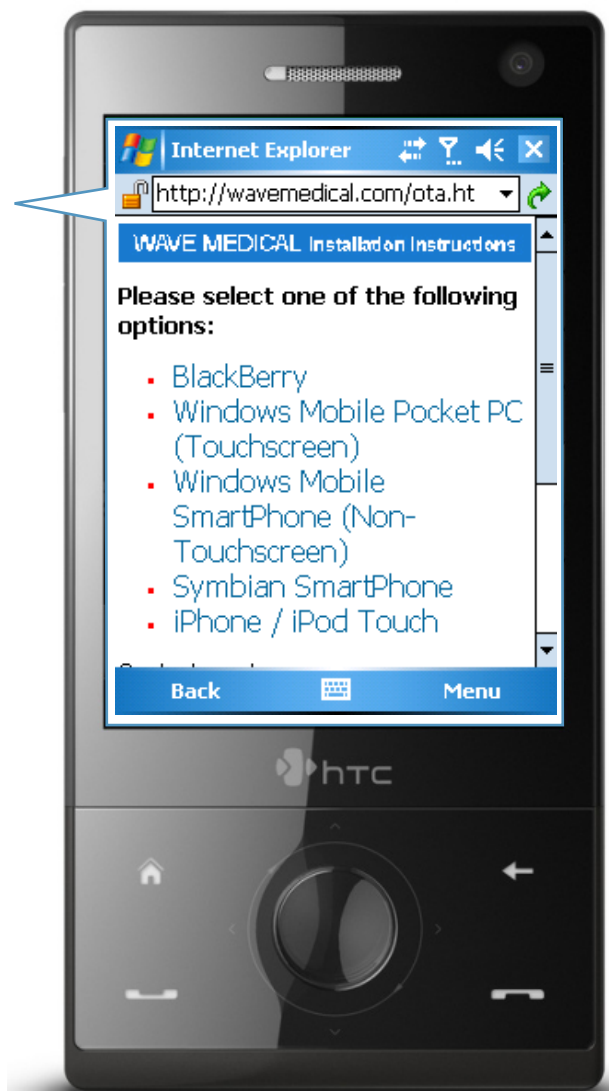 Internet Explorer
http://wavemedical.com/ota.ht
WAVE MEDICAL Installation Instructions
Please select one of the following
options:
BlackBerry
Windows Mobile Pocket PC
(Touchscreen)
Windows Mobile
SmartPhone (Non-
Touchscreen)
Symbian SmartPhone
iPhone / iPod Touch
Back
Menu
hTC